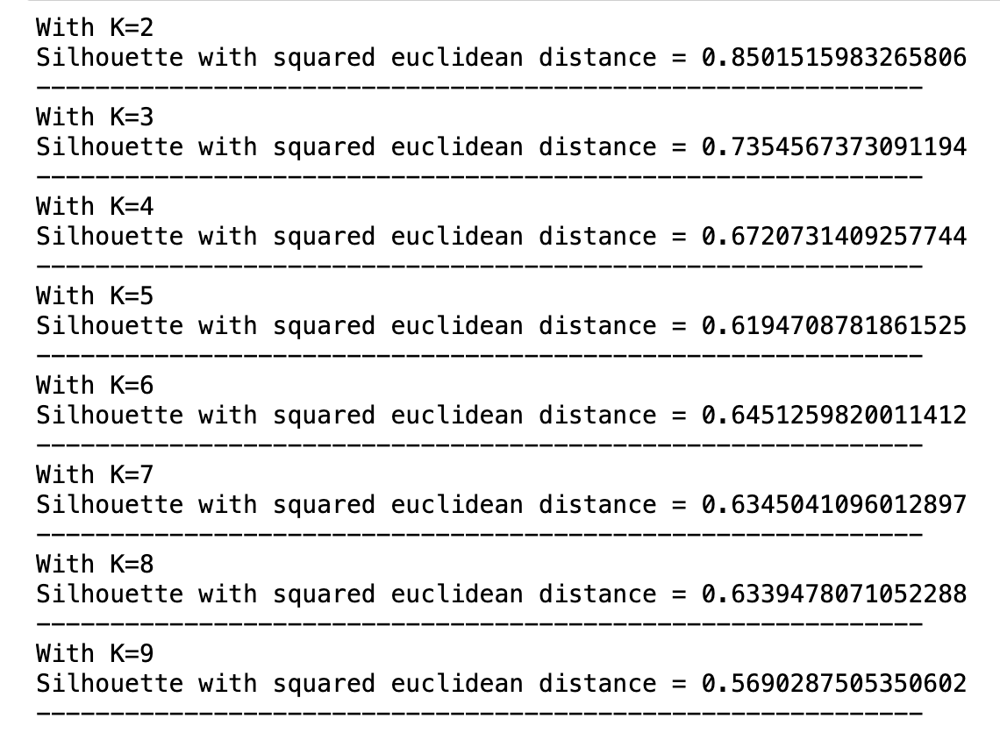 With K=2
Silhouette with squared euclidean distance = 0.8501515983265806
------------------------------------------------------------
With K=3
Silhouette with squared euclidean distance = 0.7354567373091194
------------------------------------------------------------
With K=4
Silhouette with squared euclidean distance = 0.6720731409257744
------------------------------------------------------------
With K=5
Silhouette with squared euclidean distance = 0.6194708781861525
------------------------------------------------------------
With K=6
Silhouette with squared euclidean distance = 0.6451259820011412
------------------------------------------------------------
With K=7
Silhouette with squared euclidean distance = 0.6345041096012897
------------------------------------------------------------
With K=8
Silhouette with squared euclidean distance = 0.6339478071052288
------------------------------------------------------------
With K=9
Silhouette with squared euclidean distance = 0.5690287505350602
------------------------------------------------------------